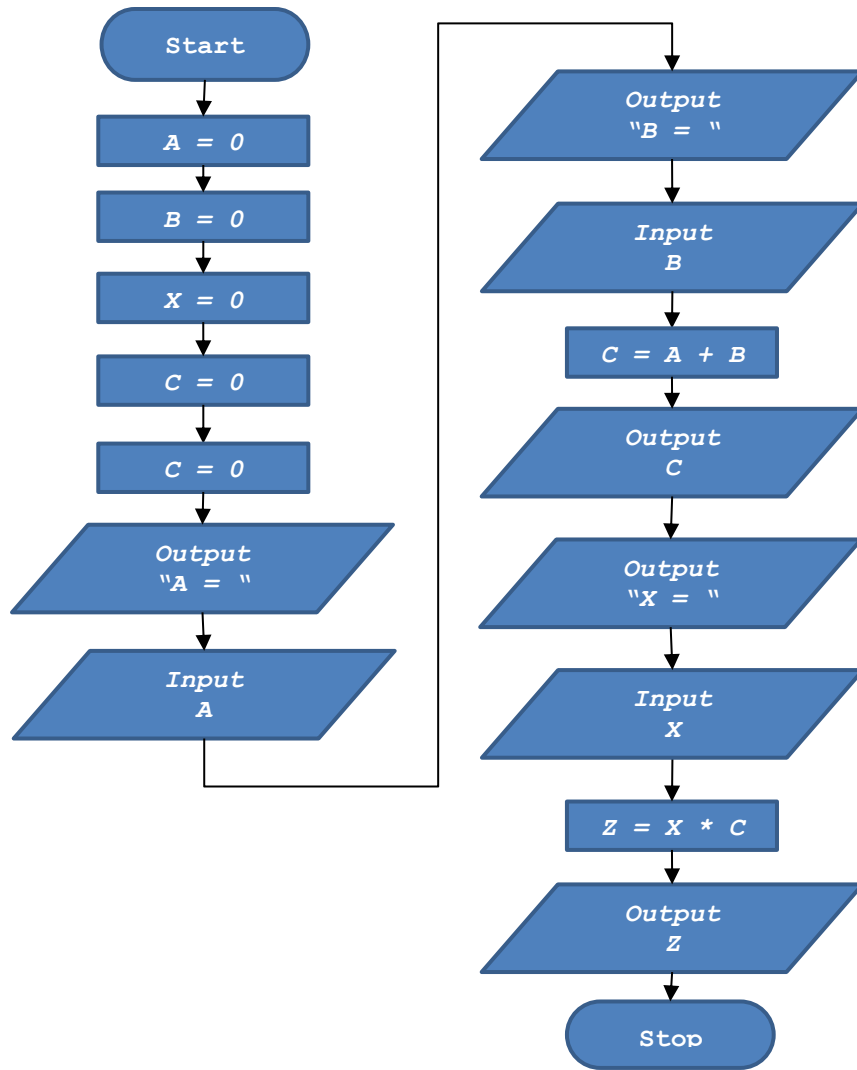 Start
A = 0
B = 0
X = 0
C = 0
C = 0
Output
“A = “
Input
A
Output
“B = “
Input
B
C = A + B
Output
C
Output
“X = “
Input
X
Z = X * C
Output
Z
Stop